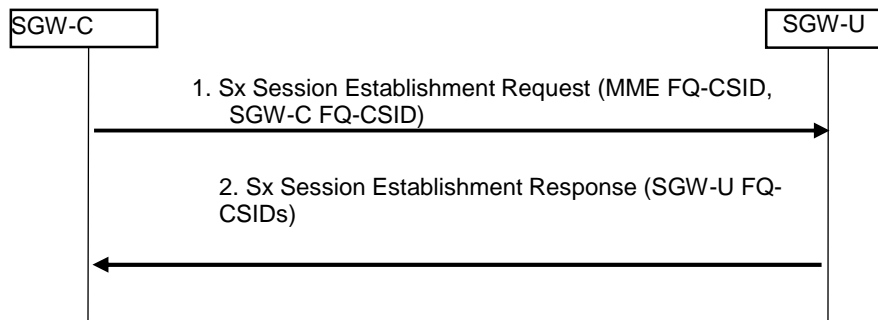 SGW-C
SGW-U
1. Sx Session Establishment Request (MME FQ-CSID,
SGW-C FQ-CSID)
2. Sx Session Establishment Response (SGW-U FQ-
CSIDs)